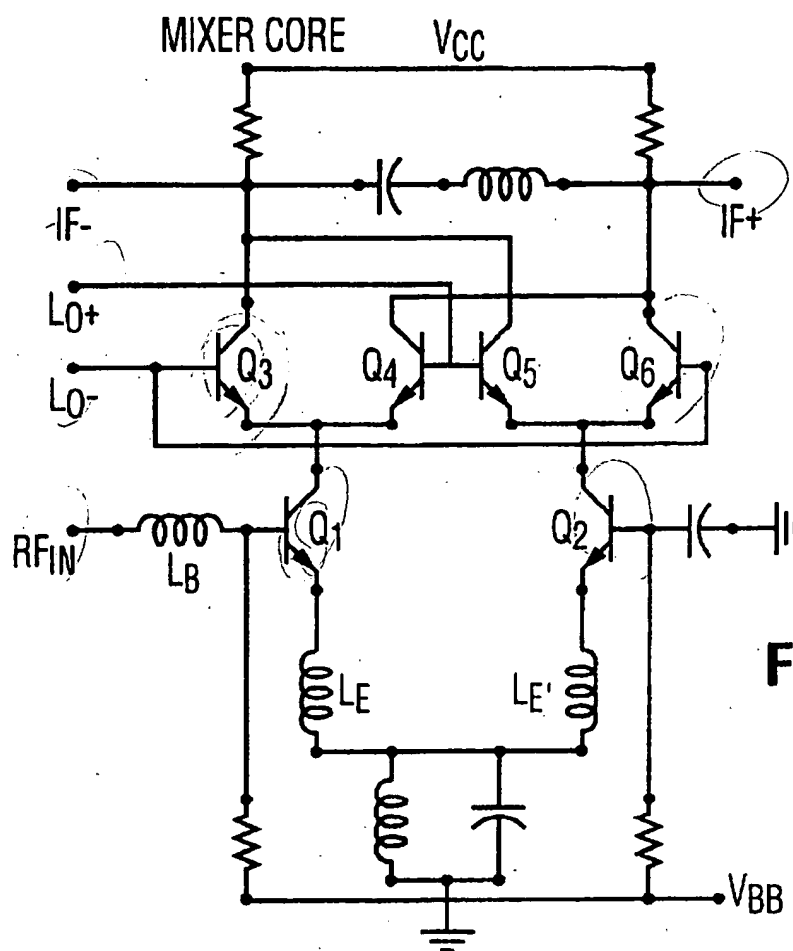 MIXER CORE
VCC
IF-
IF+
LO+
LO-
Q3
Q4
Q5
Q6
RFIN
LB
Q1
Q2
LE
LE'
F
VBB